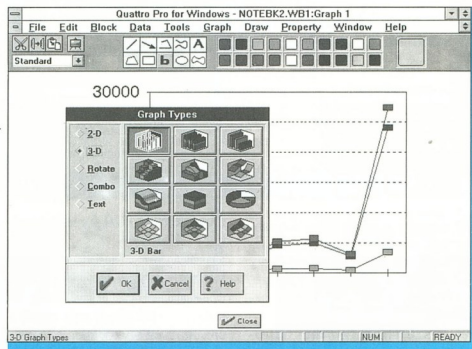 Quattro Pro for Windows - NOTEBK2.WB1:Graph 1
File Edit Block Data Tools Graph Draw Property Window Help
A
Standard
b
30000
Graph Types
2-D
3-D
Rotate
Combo
Text
3-D Bar
OK Cancel ? Help
Close
3-D Graph Types NUM READY